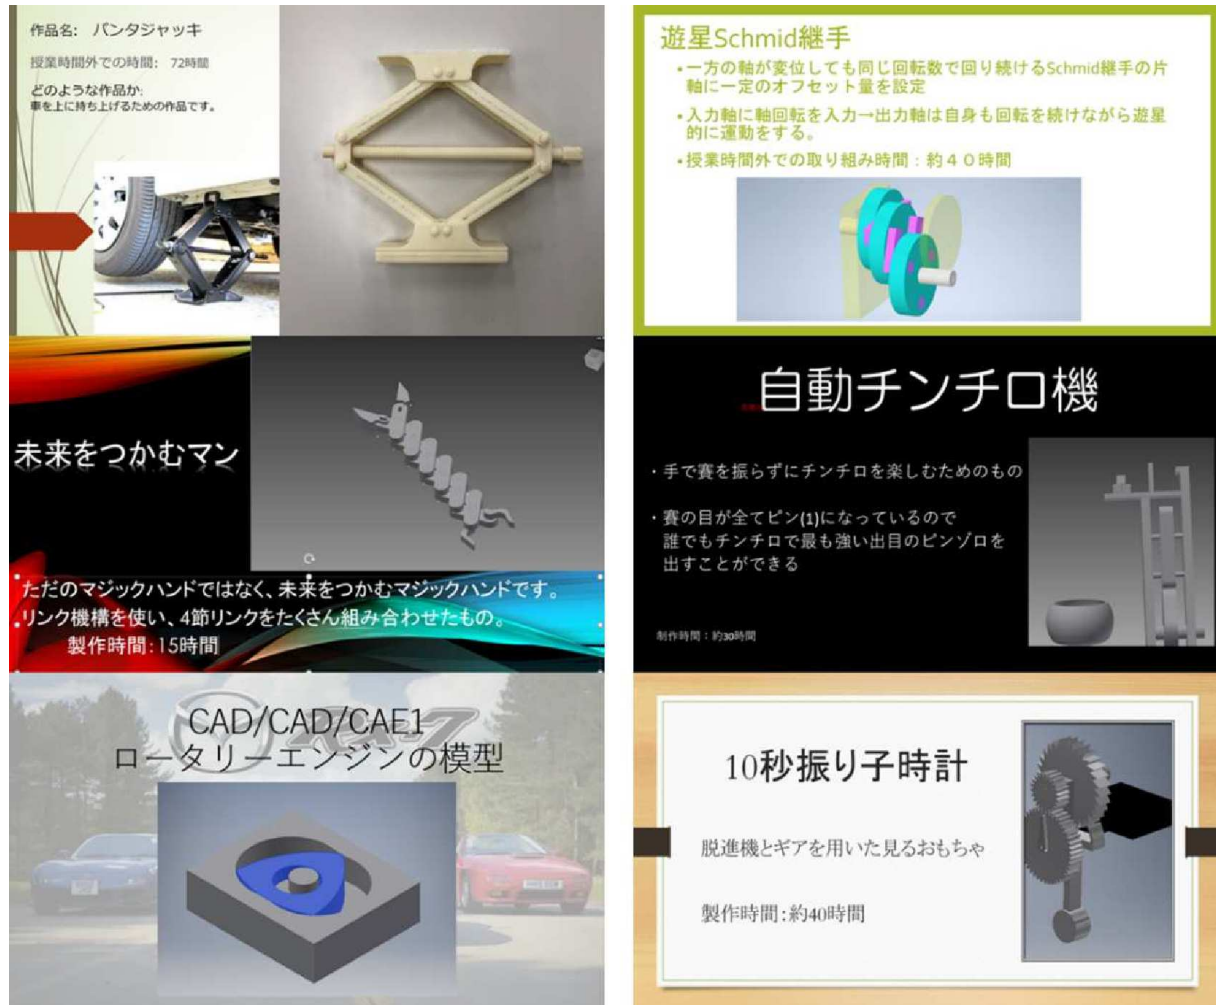 作品名: パンタジャッキ
授業時間外での時間: 72時間
どのような作品か:
車を上に持ち上げるための作品です。
遊星Schmid継手
•一方の軸が変位しても同じ回転数で回り続けるSchmid継手の片
軸に一定のオフセット量を設定
•入力軸に軸回転を入力→出力軸は自身も回転を続けながら遊星
的に運動をする。
•授業時間外での取り組み時間：約４０時間
未来をつかむマン
ただのマジックハンドではなく、未来をつかむマジックハンドです。
リンク機構を使い、4節リンクをたくさん組み合わせたもの。
製作時間：15時間
自動チンチロ機
・手で賽を振らずにチンチロを楽しむためのもの
・賽の目が全てピン(1)になっているので
誰でもチンチロで最も強い出目のピンゾロを
出すことができる
制作時間：約30時間
CAD/CAD/CAE1
ロータリーエンジンの模型
10秒振り子時計
脱進機とギアを用いた見るおもちゃ
製作時間：約40時間